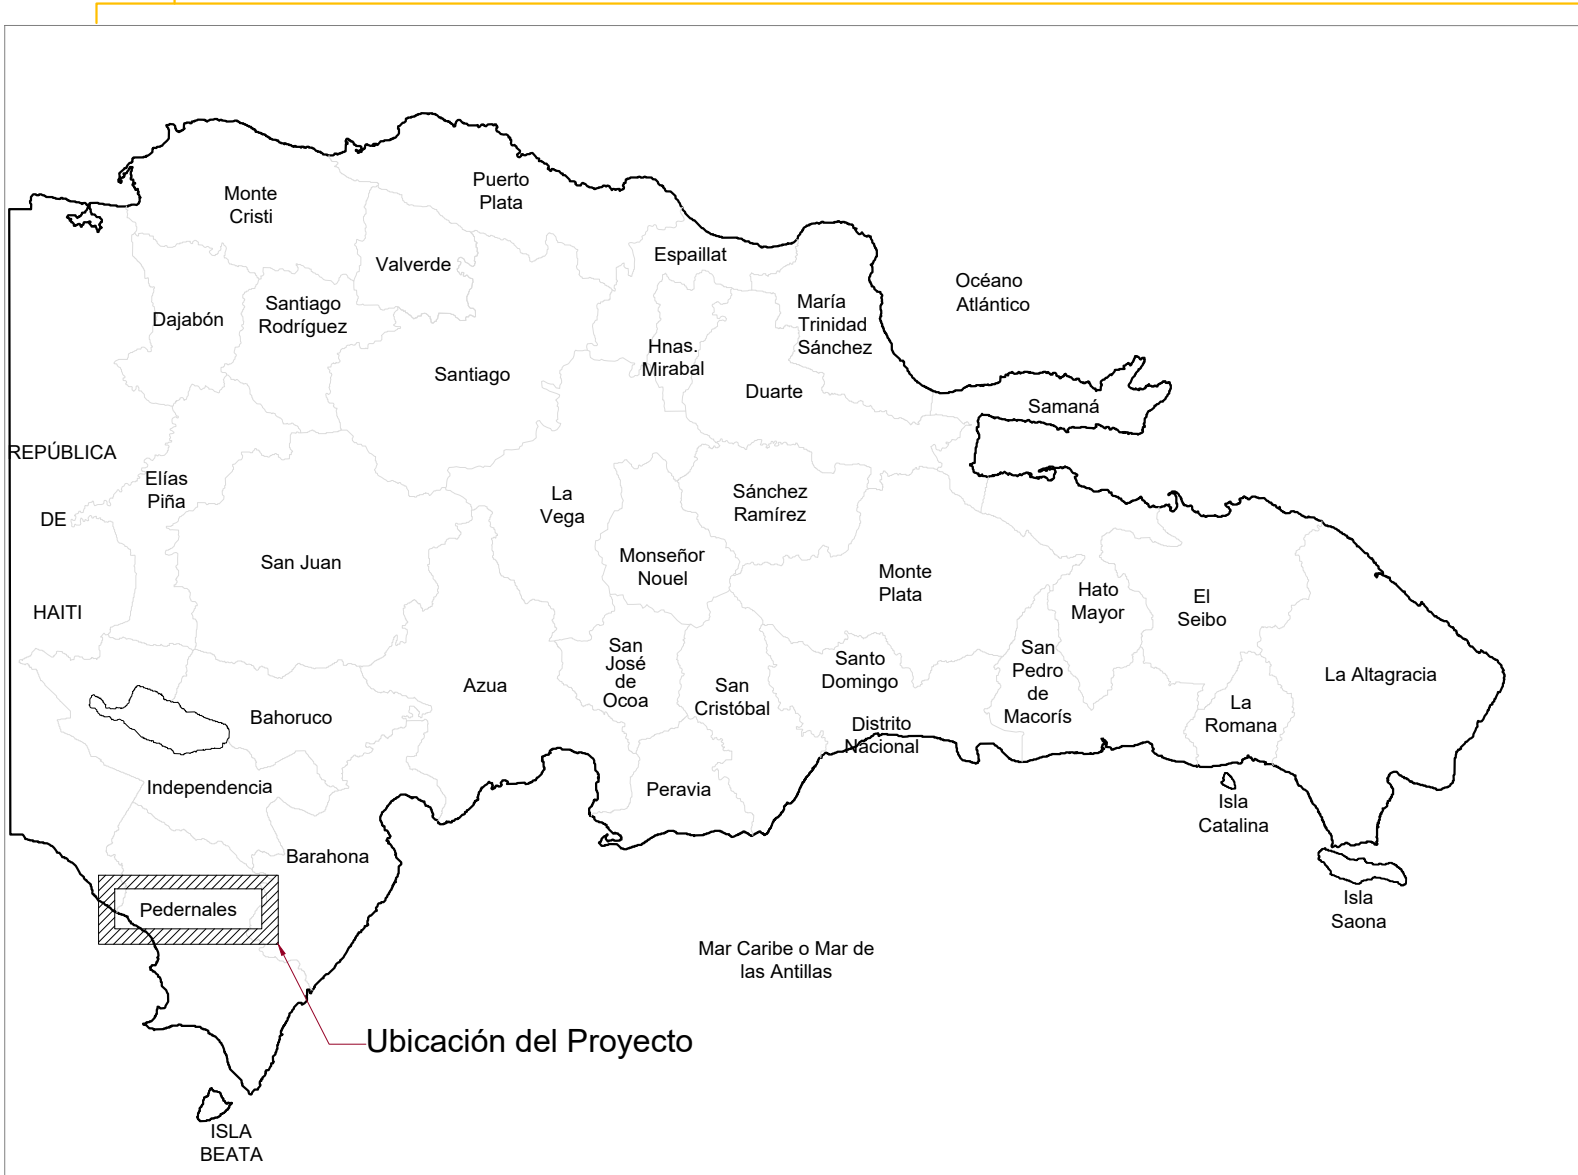 Monte
Cristi
Puerto
Plata
Valverde
Espaillat
Océano
Atlántico
Dajabón
Santiago
Rodríguez
María
Trinidad
Sánchez
Hnas.
Mirabal
Santiago
Duarte
Samaná
REPÚBLICA
DE
HAITI
Elías
Piña
La
Vega
Sánchez
Ramírez
San Juan
Monseñor
Nouel
Monte
Plata
Hato
Mayor
El
Seibo
San
José
de
Ocoa
Azua
San
Cristóbal
Santo
Domingo
San
Pedro
de
Macorís
La Altagracia
La
Romana
Bahoruco
Distrito
Nacional
Independencia
Peravia
Isla
Catalina
Barahona
Isla
Saona
Pedernales
Mar Caribe o Mar de
las Antillas
Ubicación del Proyecto
ISLA
BEATA